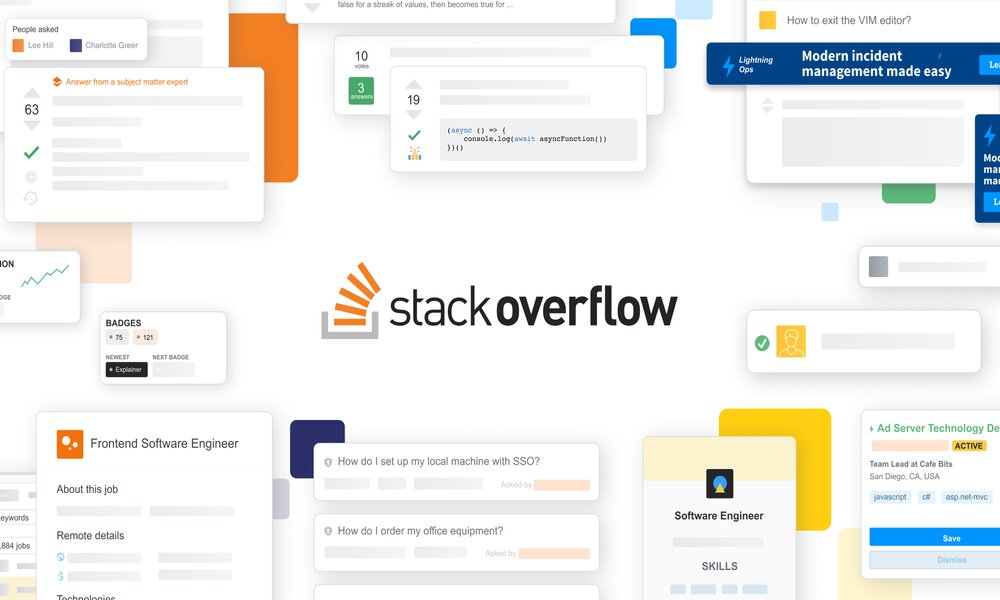 false for a streak of values, then becomes true for ...
People asked
Lee Hill
Charlotte Greer
Answer from a subject matter expert
63
10
votes
3
answers
19
(async () => {
console.log(await asyncFunction())
})()
How to exit the VIM editor?
Lightning
Ops
Modern incident
management made easy
stackoverflow
BADGES
75
121
NEWEST
NEXT BADGE
Explainer
Frontend Software Engineer
About this job
Remote details
Technologies
,884 jobs
How do I set up my local machine with SSO?
Asked by
How do I order my office equipment?
Asked by
Software Engineer
SKILLS
Ad Server Technology De
ACTIVE
Team Lead at Cafe Bits
San Diego, CA, USA
javascript
c#
asp.net-mvc
Save
Dismiss